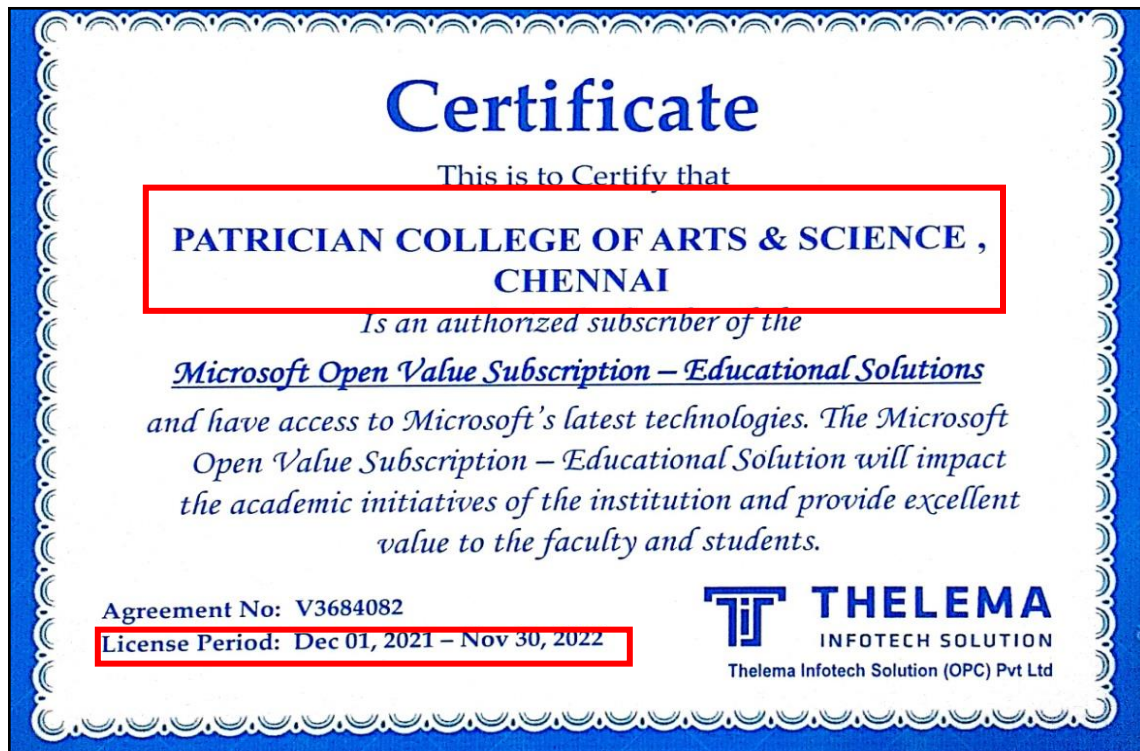 Certificate
This is to Certify that
PATRICIAN COLLEGE OF ARTS & SCIENCE ,
CHENNAI
Is an authorized subscriber of the
Microsoft Open Value Subscription – Educational Solutions
and have access to Microsoft's latest technologies. The Microsoft
Open Value Subscription – Educational Solution will impact
the academic initiatives of the institution and provide excellent
value to the faculty and students.
Agreement No: V3684082
License Period: Dec 01, 2021 – Nov 30, 2022
THELEMA
INFOTECH SOLUTION
Thelema Infotech Solution (OPC) Pvt Ltd